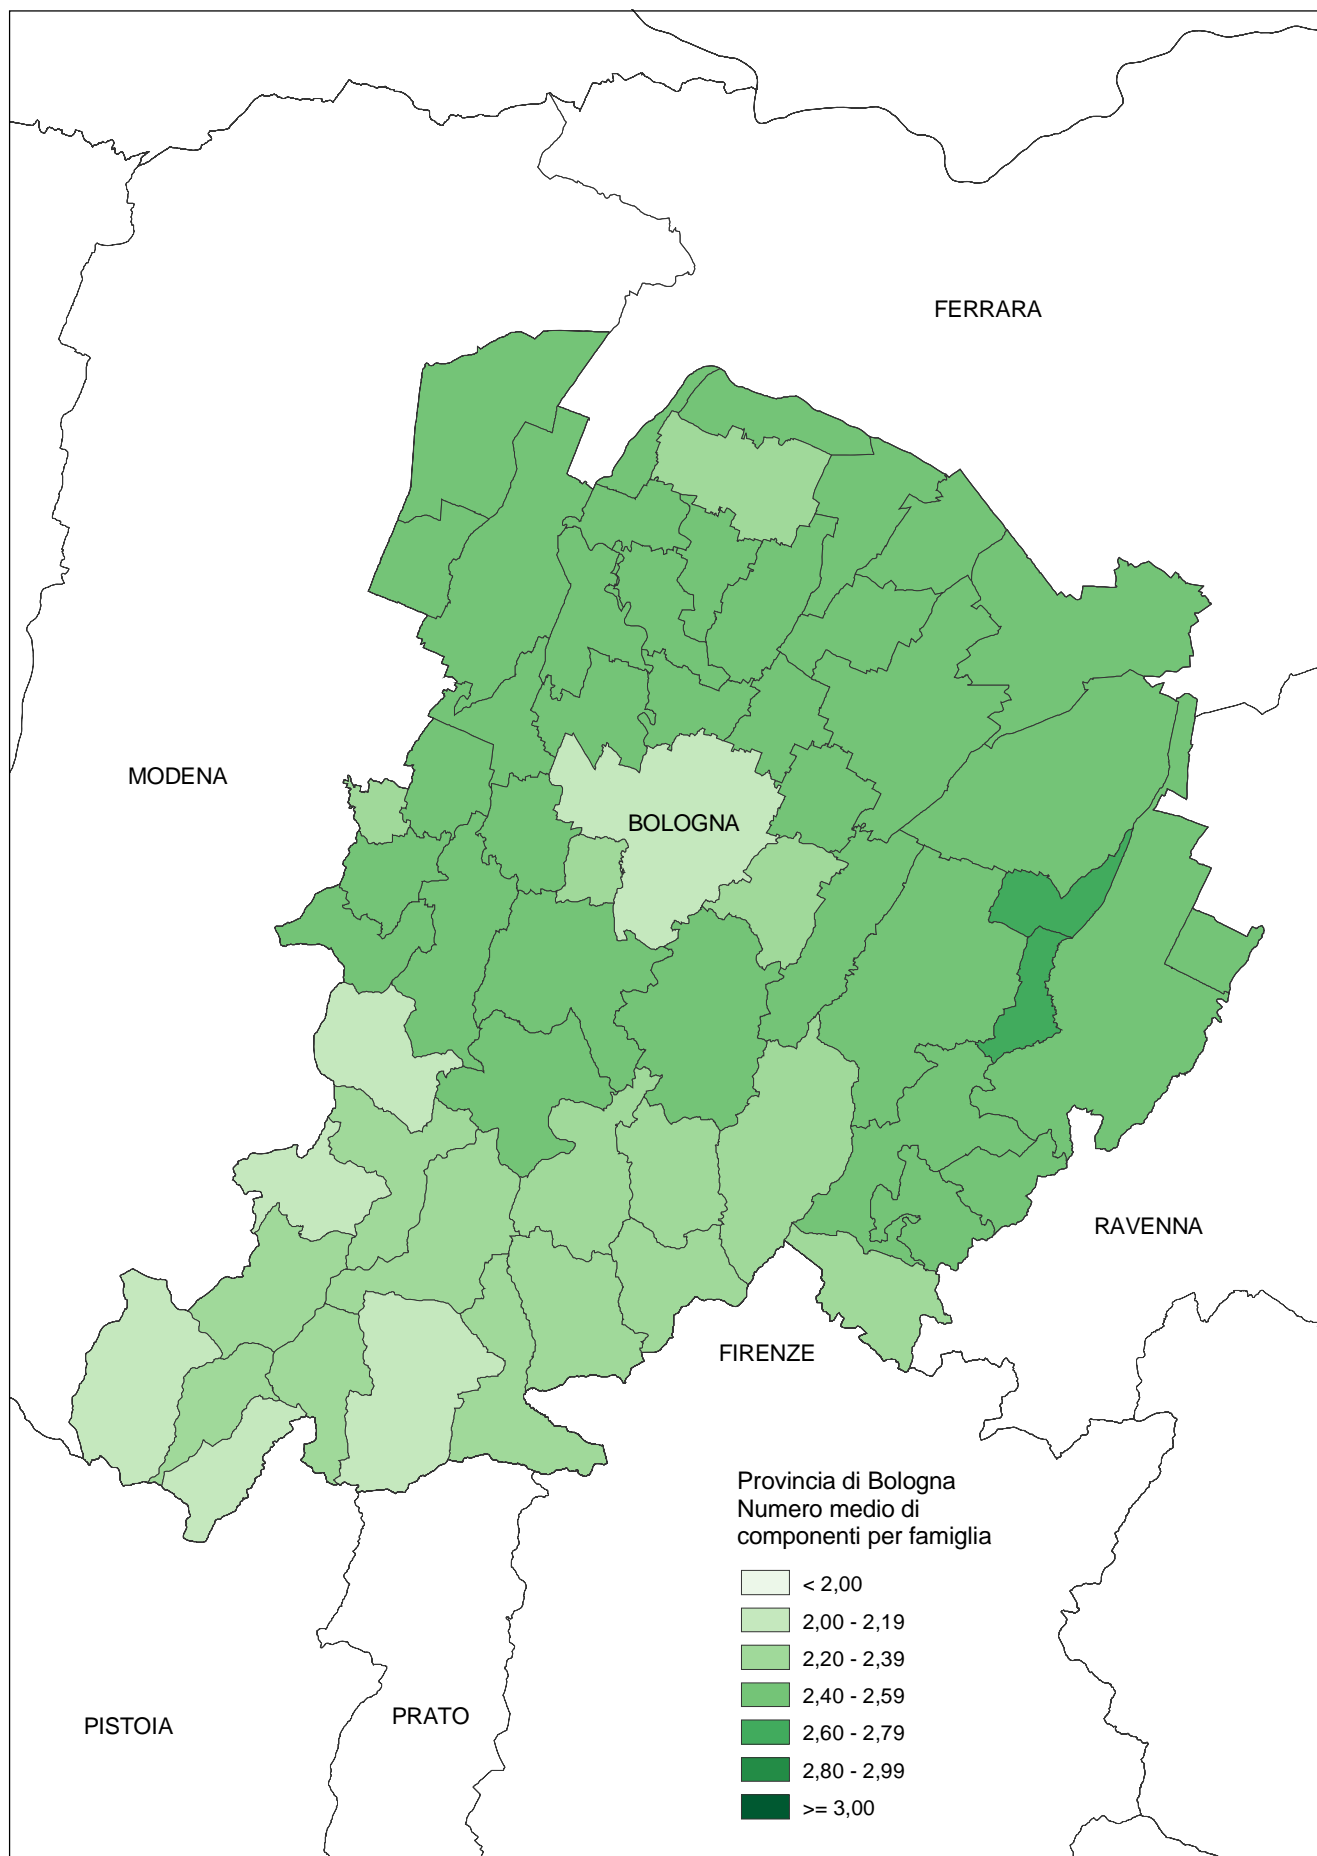 FERRARA
MODENA
BOLOGNA
RAVENNA
FIRENZE
Provincia di Bologna
Numero medio di
componenti per famiglia
< 2,00
2,00 - 2,19
2,20 - 2,39
2,40 - 2,59
2,60 - 2,79
2,80 - 2,99
>= 3,00
PISTOIA
PRATO